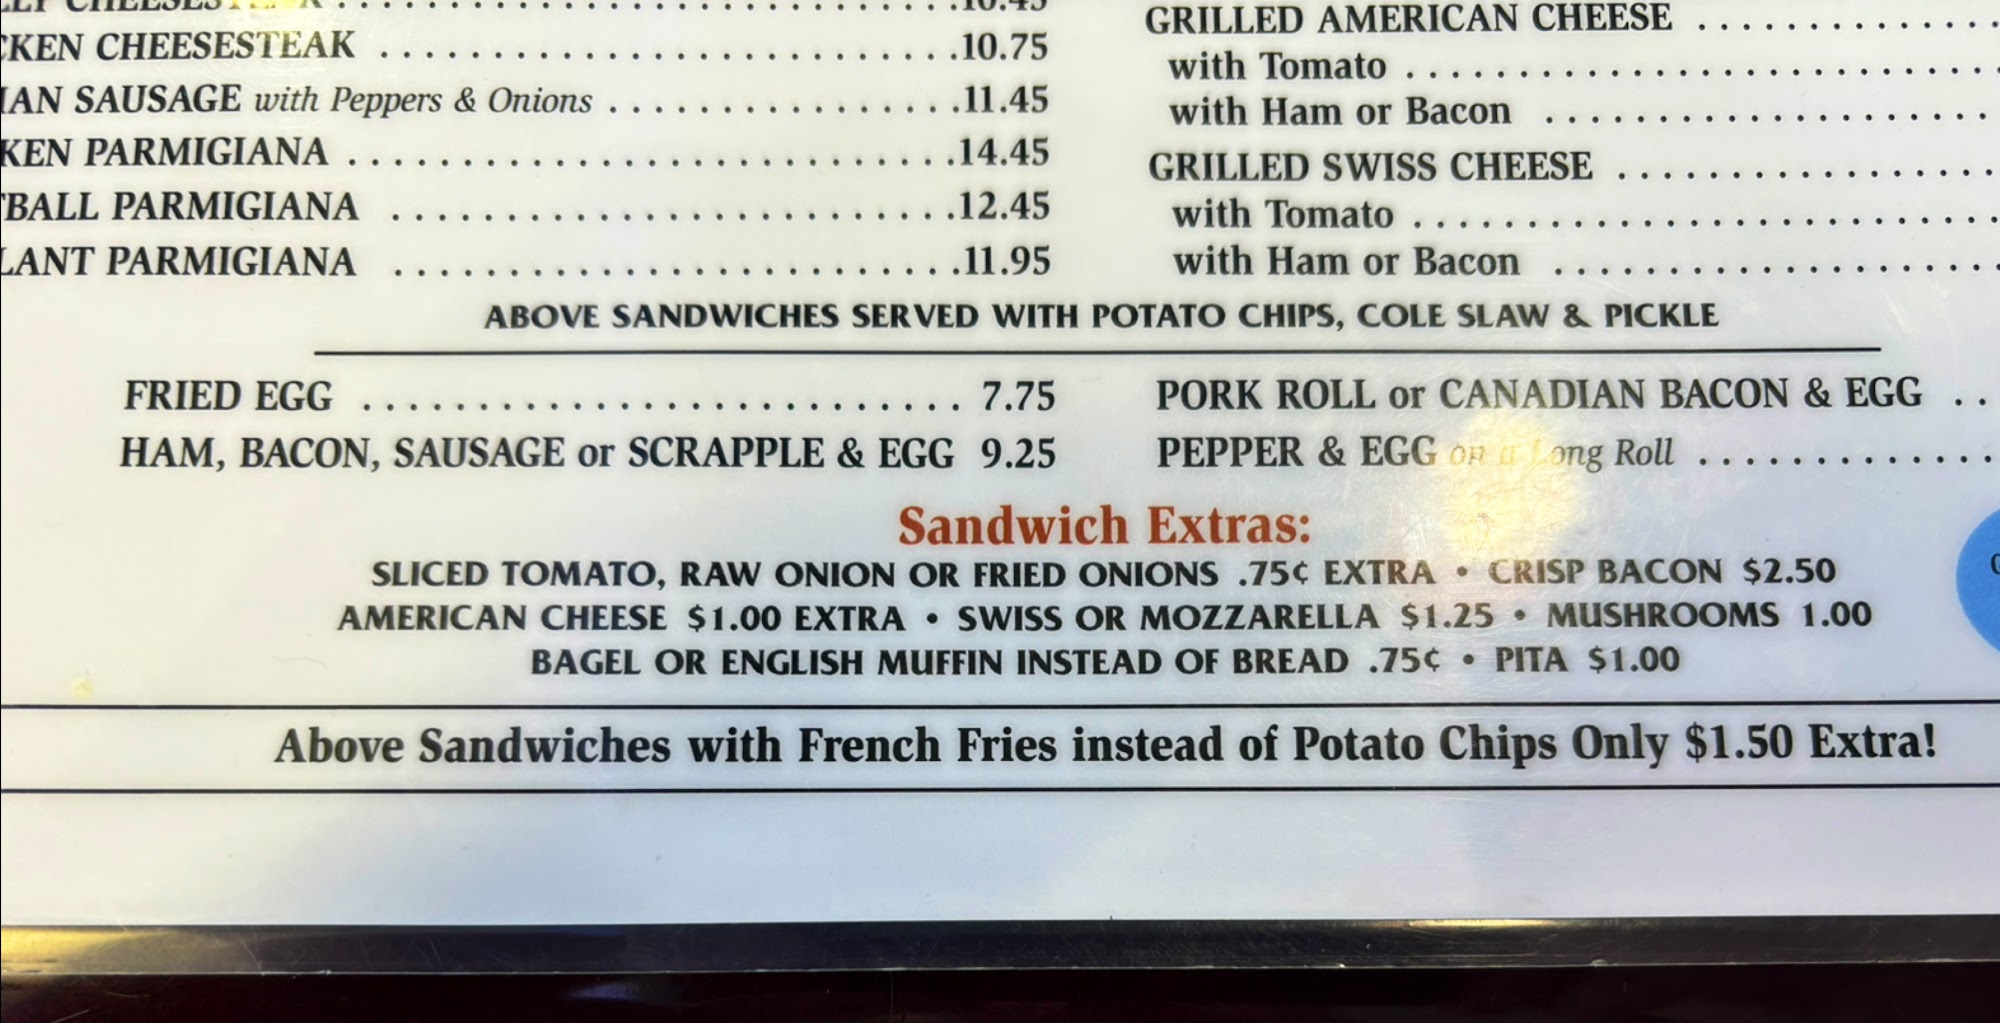 CHEESESTEAK . . . . . . . . . . . . . . . . . . . . . . . . . . . .10.45
KEN CHEESESTEAK . . . . . . . . . . . . . . . . . . . . . . . . .10.75
IAN SAUSAGE with Peppers & Onions . . . . . . . . . . . . . . .11.45
KEN PARMIGIANA . . . . . . . . . . . . . . . . . . . . . . . . . .14.45
BALL PARMIGIANA . . . . . . . . . . . . . . . . . . . . . . . . .12.45
LANT PARMIGIANA . . . . . . . . . . . . . . . . . . . . . . . . .11.95
GRILLED AMERICAN CHEESE . . . . . . . . . . . . .
with Tomato . . . . . . . . . . . . . . . . . . . . . . . . . .
with Ham or Bacon . . . . . . . . . . . . . . . . . . . .
GRILLED SWISS CHEESE . . . . . . . . . . . . . . . . .
with Tomato . . . . . . . . . . . . . . . . . . . . . . . . . .
with Ham or Bacon . . . . . . . . . . . . . . . . . . . .
ABOVE SANDWICHES SERVED WITH POTATO CHIPS, COLE SLAW & PICKLE
FRIED EGG . . . . . . . . . . . . . . . . . . . . . . . . . . 7.75
HAM, BACON, SAUSAGE or SCRAPPLE & EGG 9.25
PORK ROLL or CANADIAN BACON & EGG . .
PEPPER & EGG on a Long Roll . . . . . . . . . . . . .
Sandwich Extras:
SLICED TOMATO, RAW ONION OR FRIED ONIONS .75¢ EXTRA • CRISP BACON $2.50
AMERICAN CHEESE $1.00 EXTRA • SWISS OR MOZZARELLA $1.25 • MUSHROOMS 1.00
BAGEL OR ENGLISH MUFFIN INSTEAD OF BREAD .75¢ • PITA $1.00
Above Sandwiches with French Fries instead of Potato Chips Only $1.50 Extra!